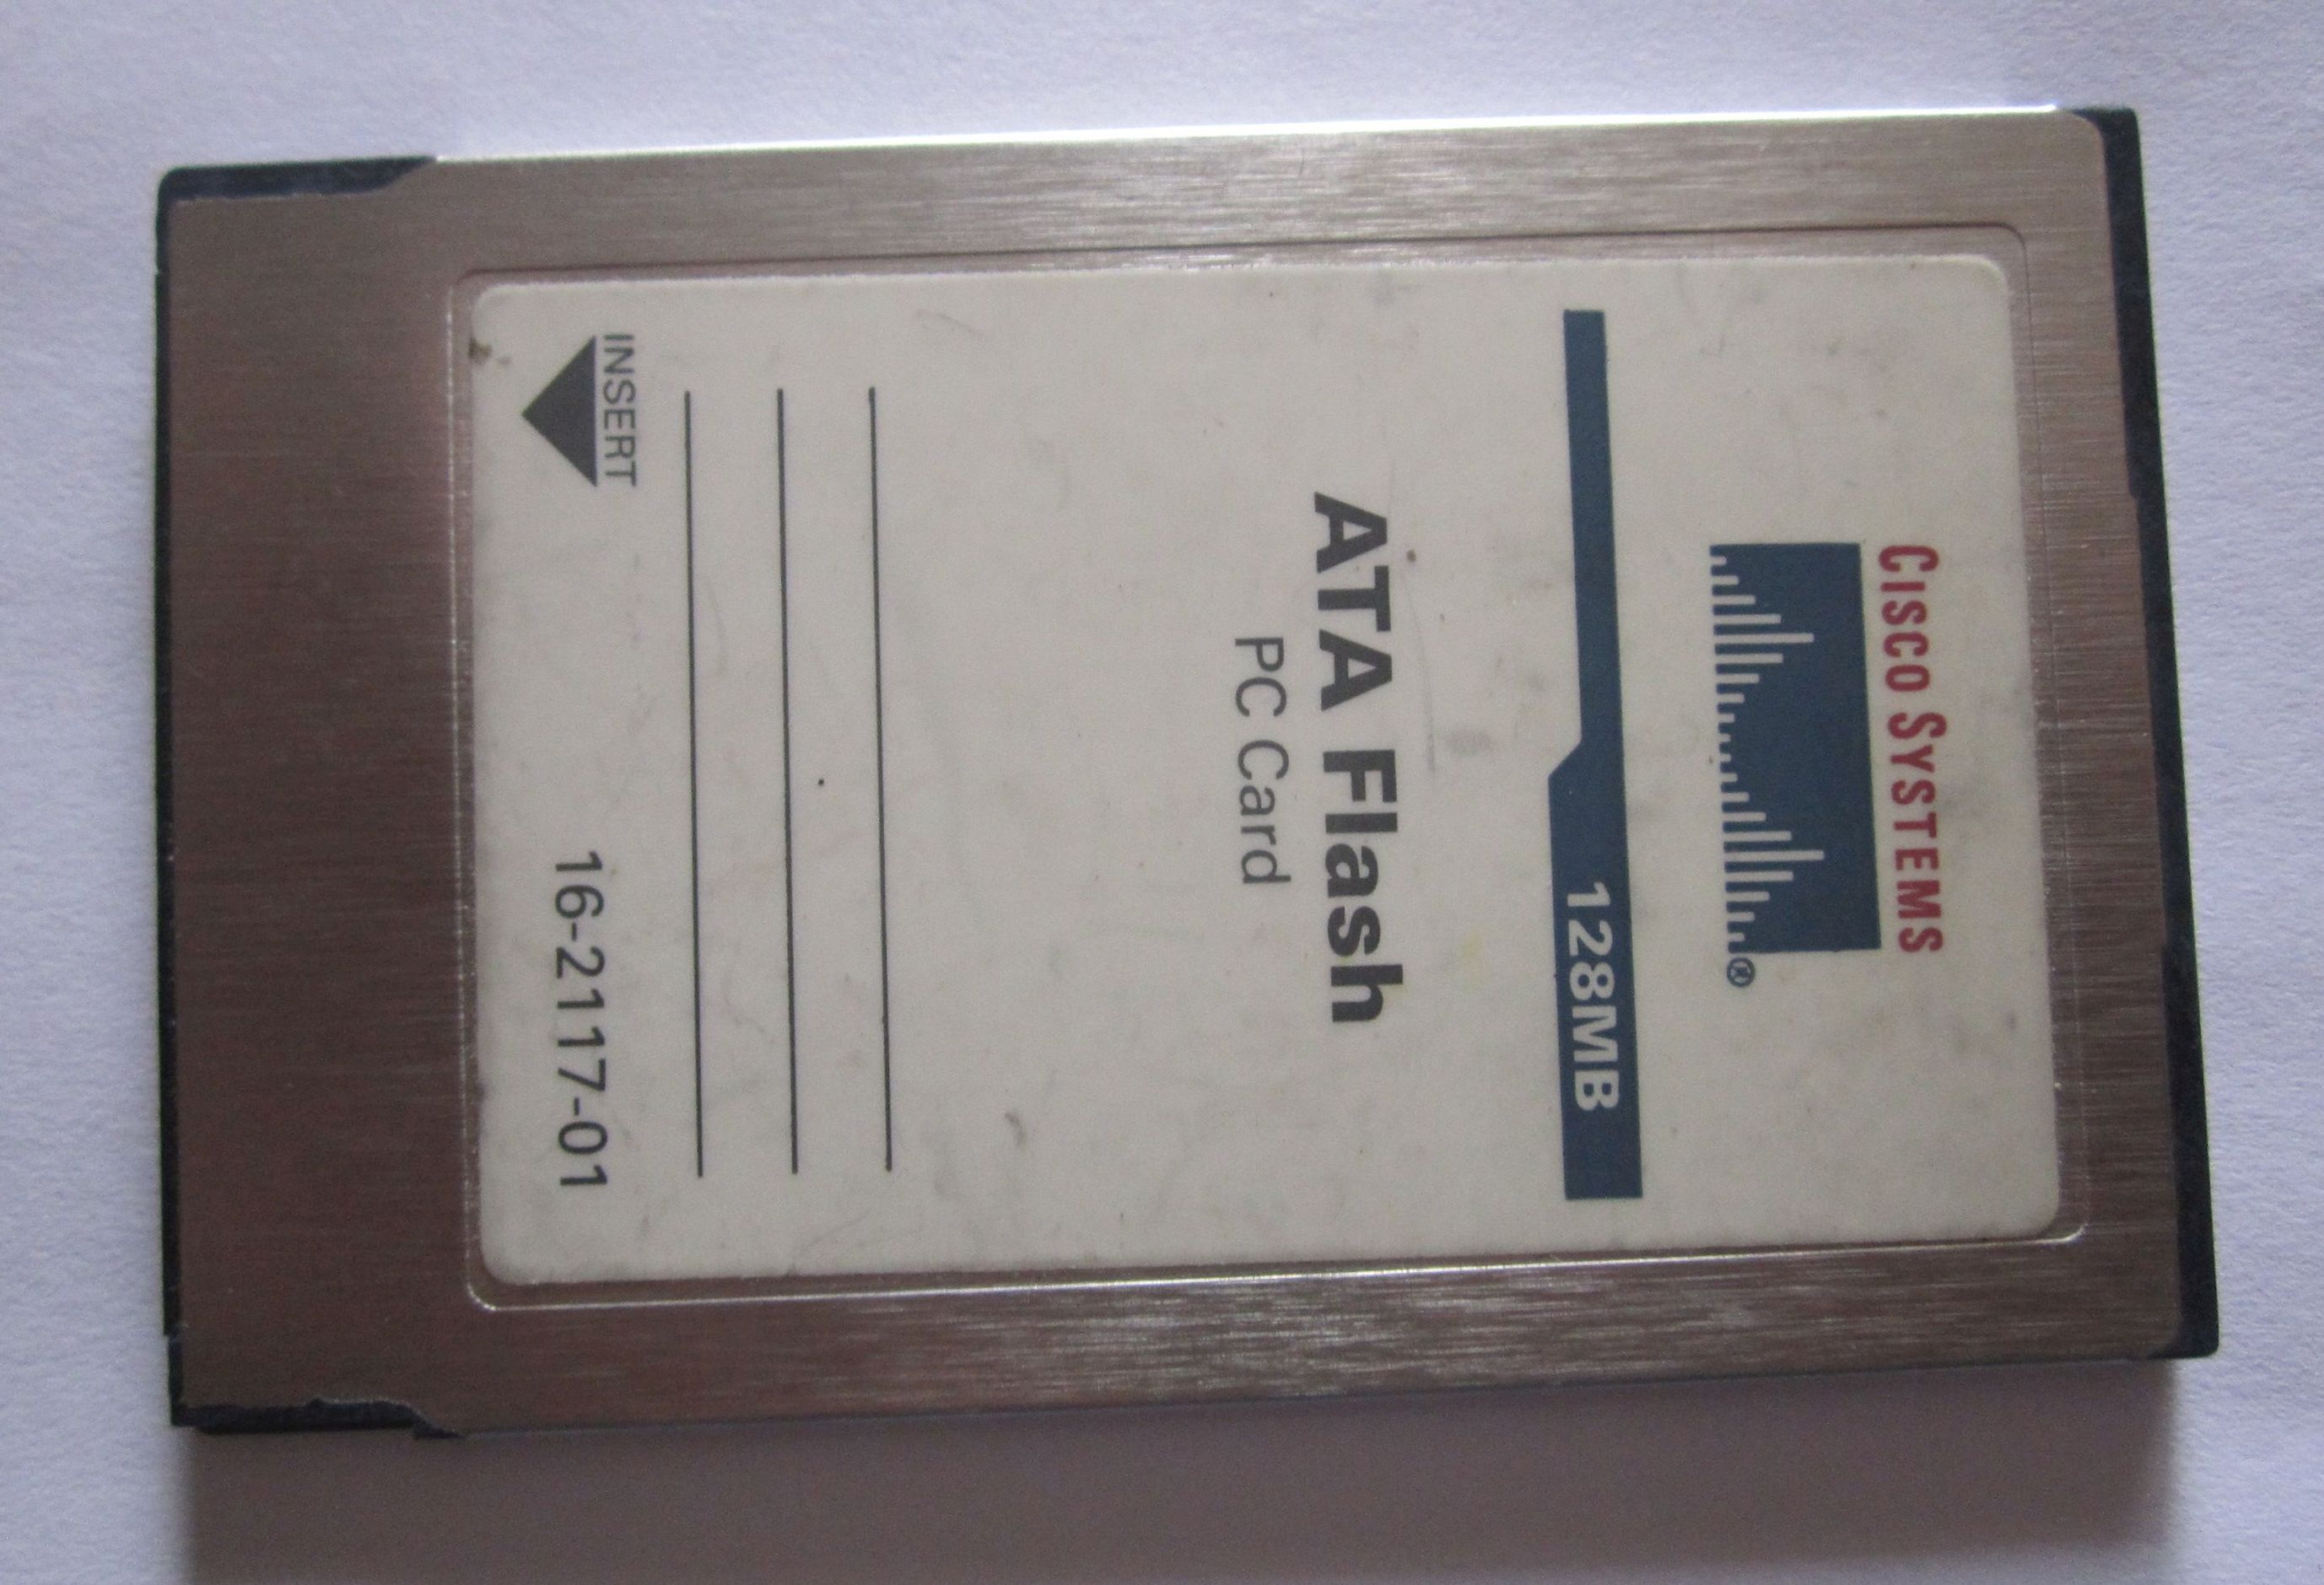 CISCO SYSTEMS
®
128MB
ATA Flash
PC Card
16-2117-01
INSERT